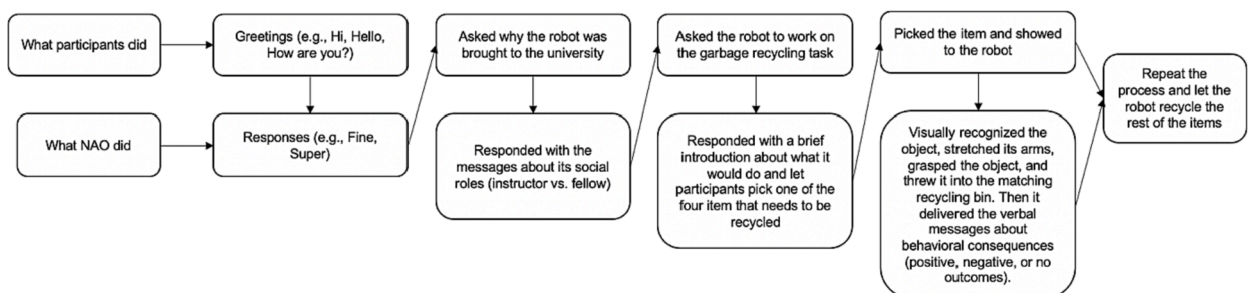 What participants did
Greetings (e.g., Hi, Hello,
How are you?)
Asked why the robot was
brought to the university
Asked the robot to work on
the garbage recycling task
Picked the item and showed
to the robot
Repeat the
process and let the
robot recycle the
rest of the items
What NAO did
Responses (e.g., Fine,
Super)
Responded with the
messages about its social
roles (instructor vs. fellow)
Responded with a brief
introduction about what it
would do and let
participants pick one of the
four item that needs to be
recycled
Visually recognized the
object, stretched its arms,
grasped the object, and
threw it into the matching
recycling bin. Then it
delivered the verbal
messages about
behavioral consequences
(positive, negative, or no
outcomes).